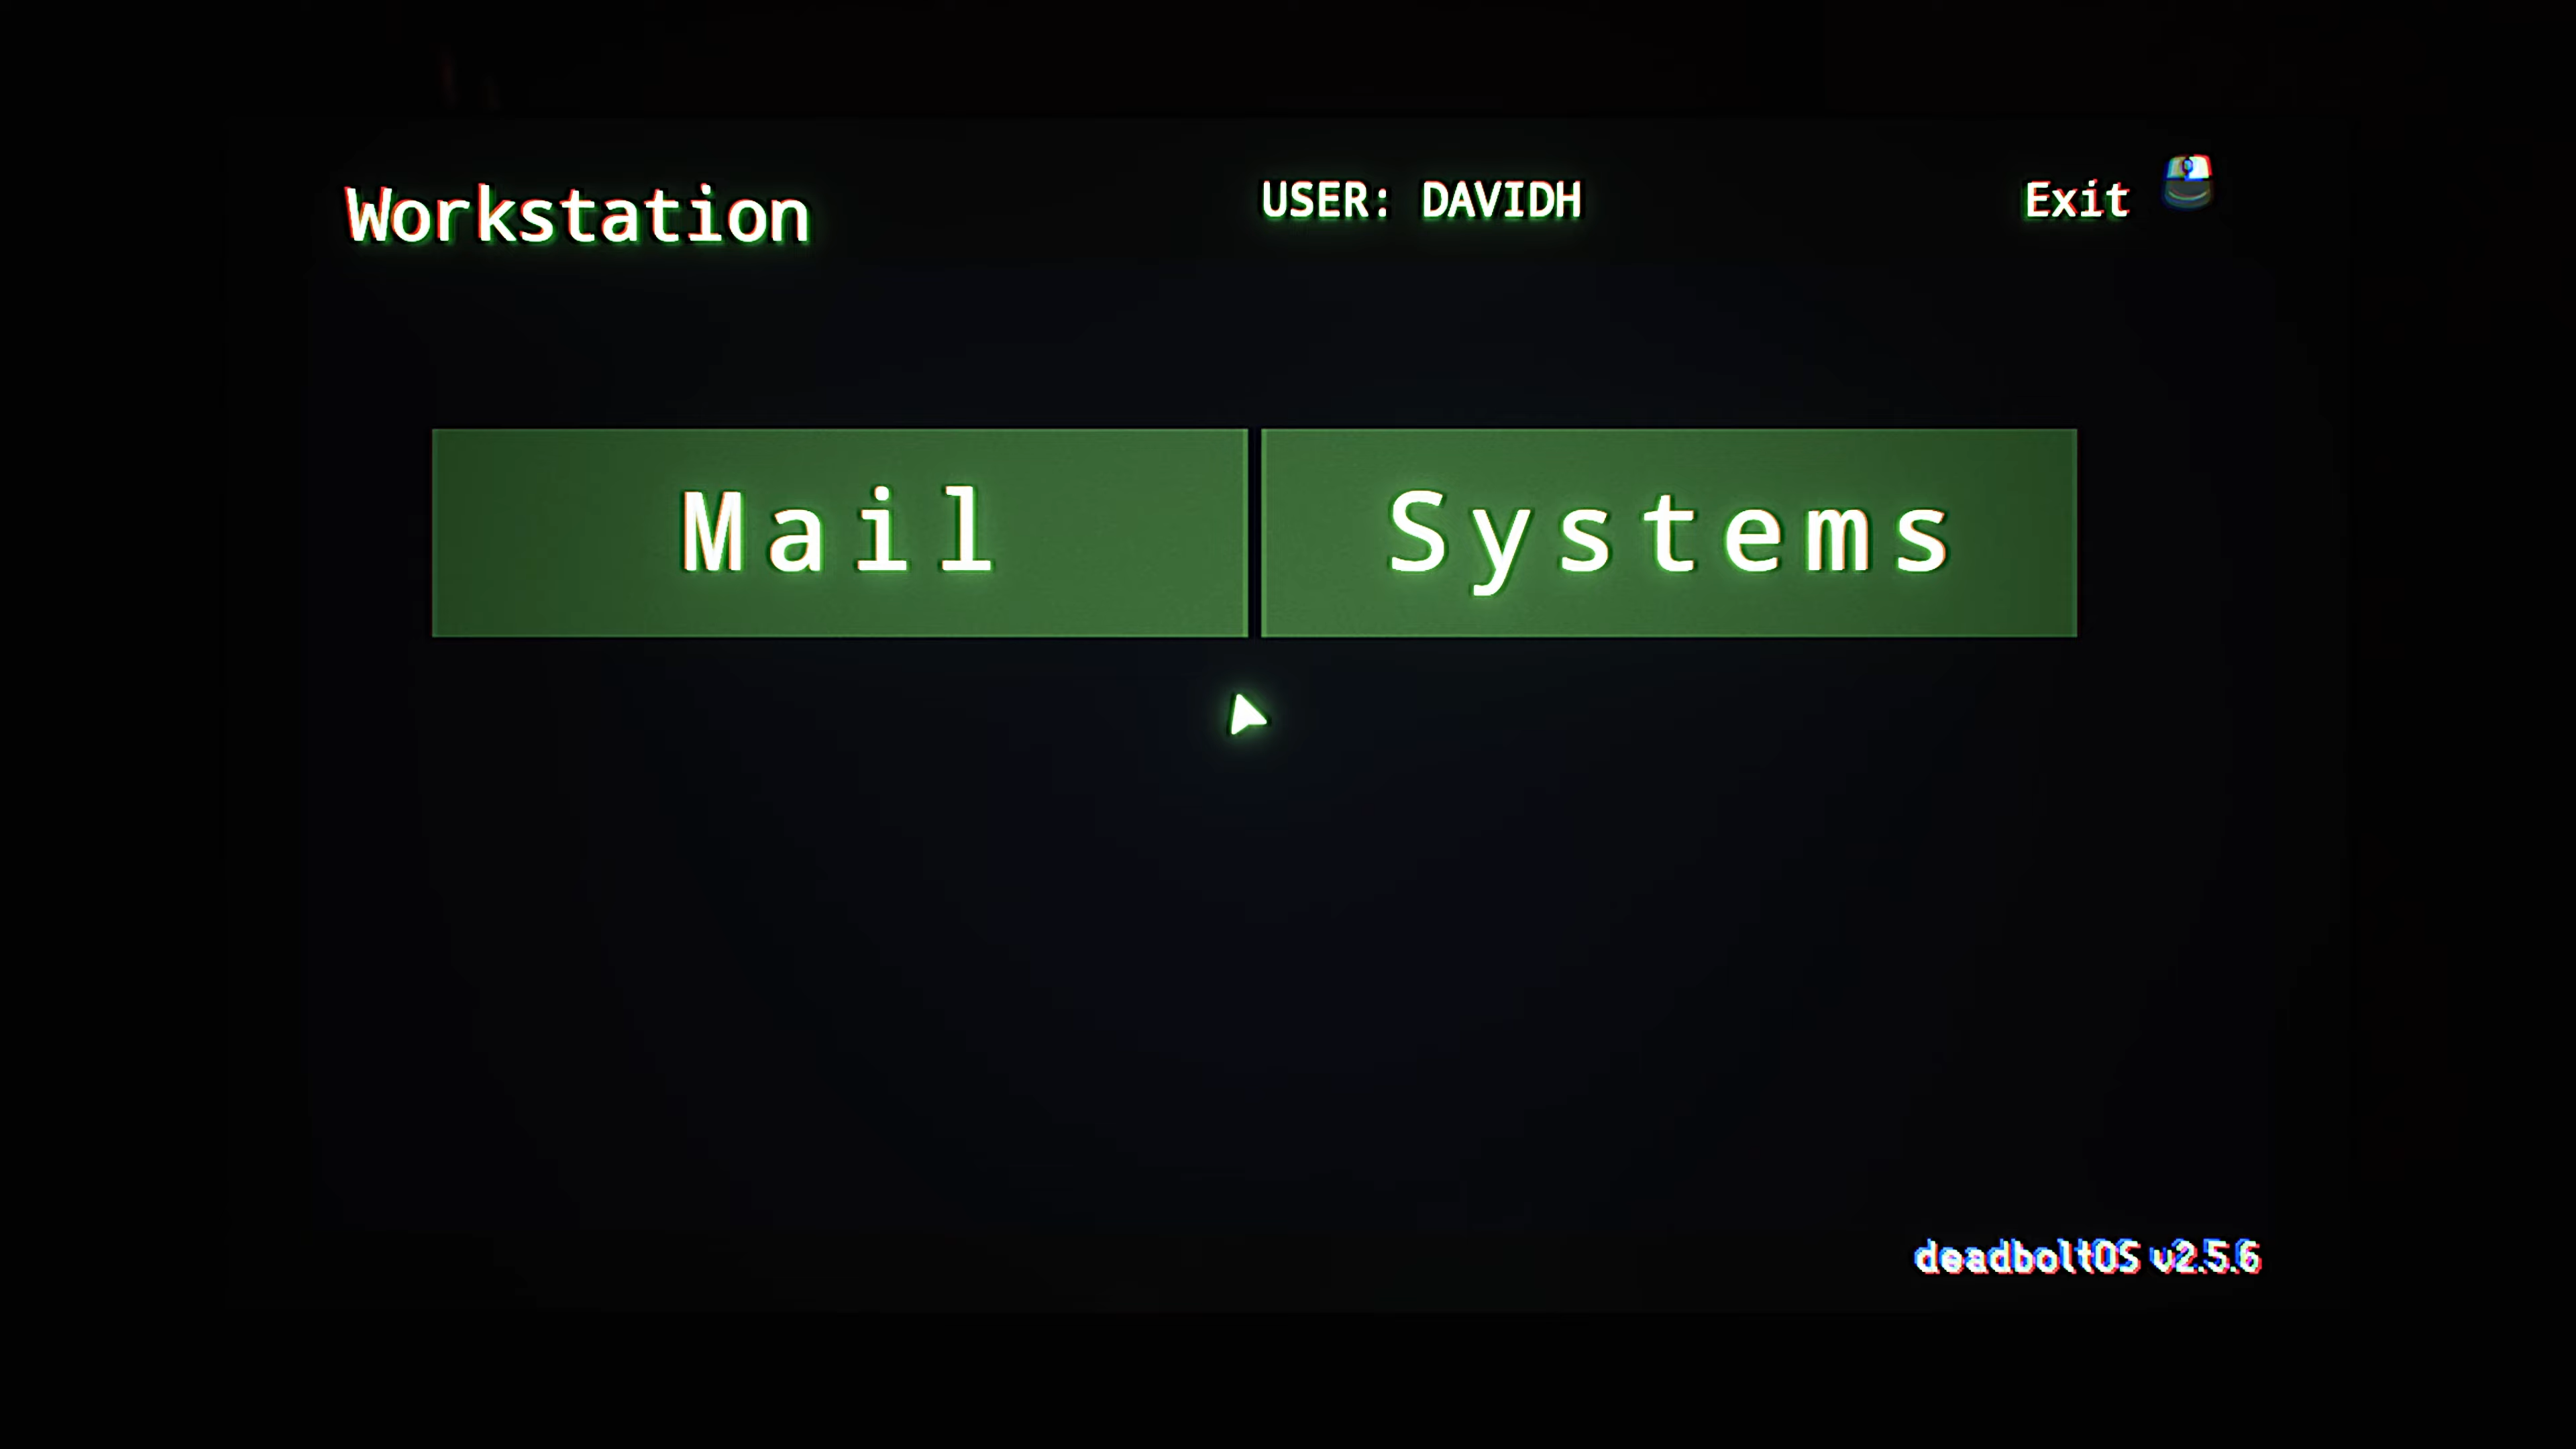 Workstation
USER: DAVIDH
Exit
Mail
Systems
deadboltOS v2.5.6